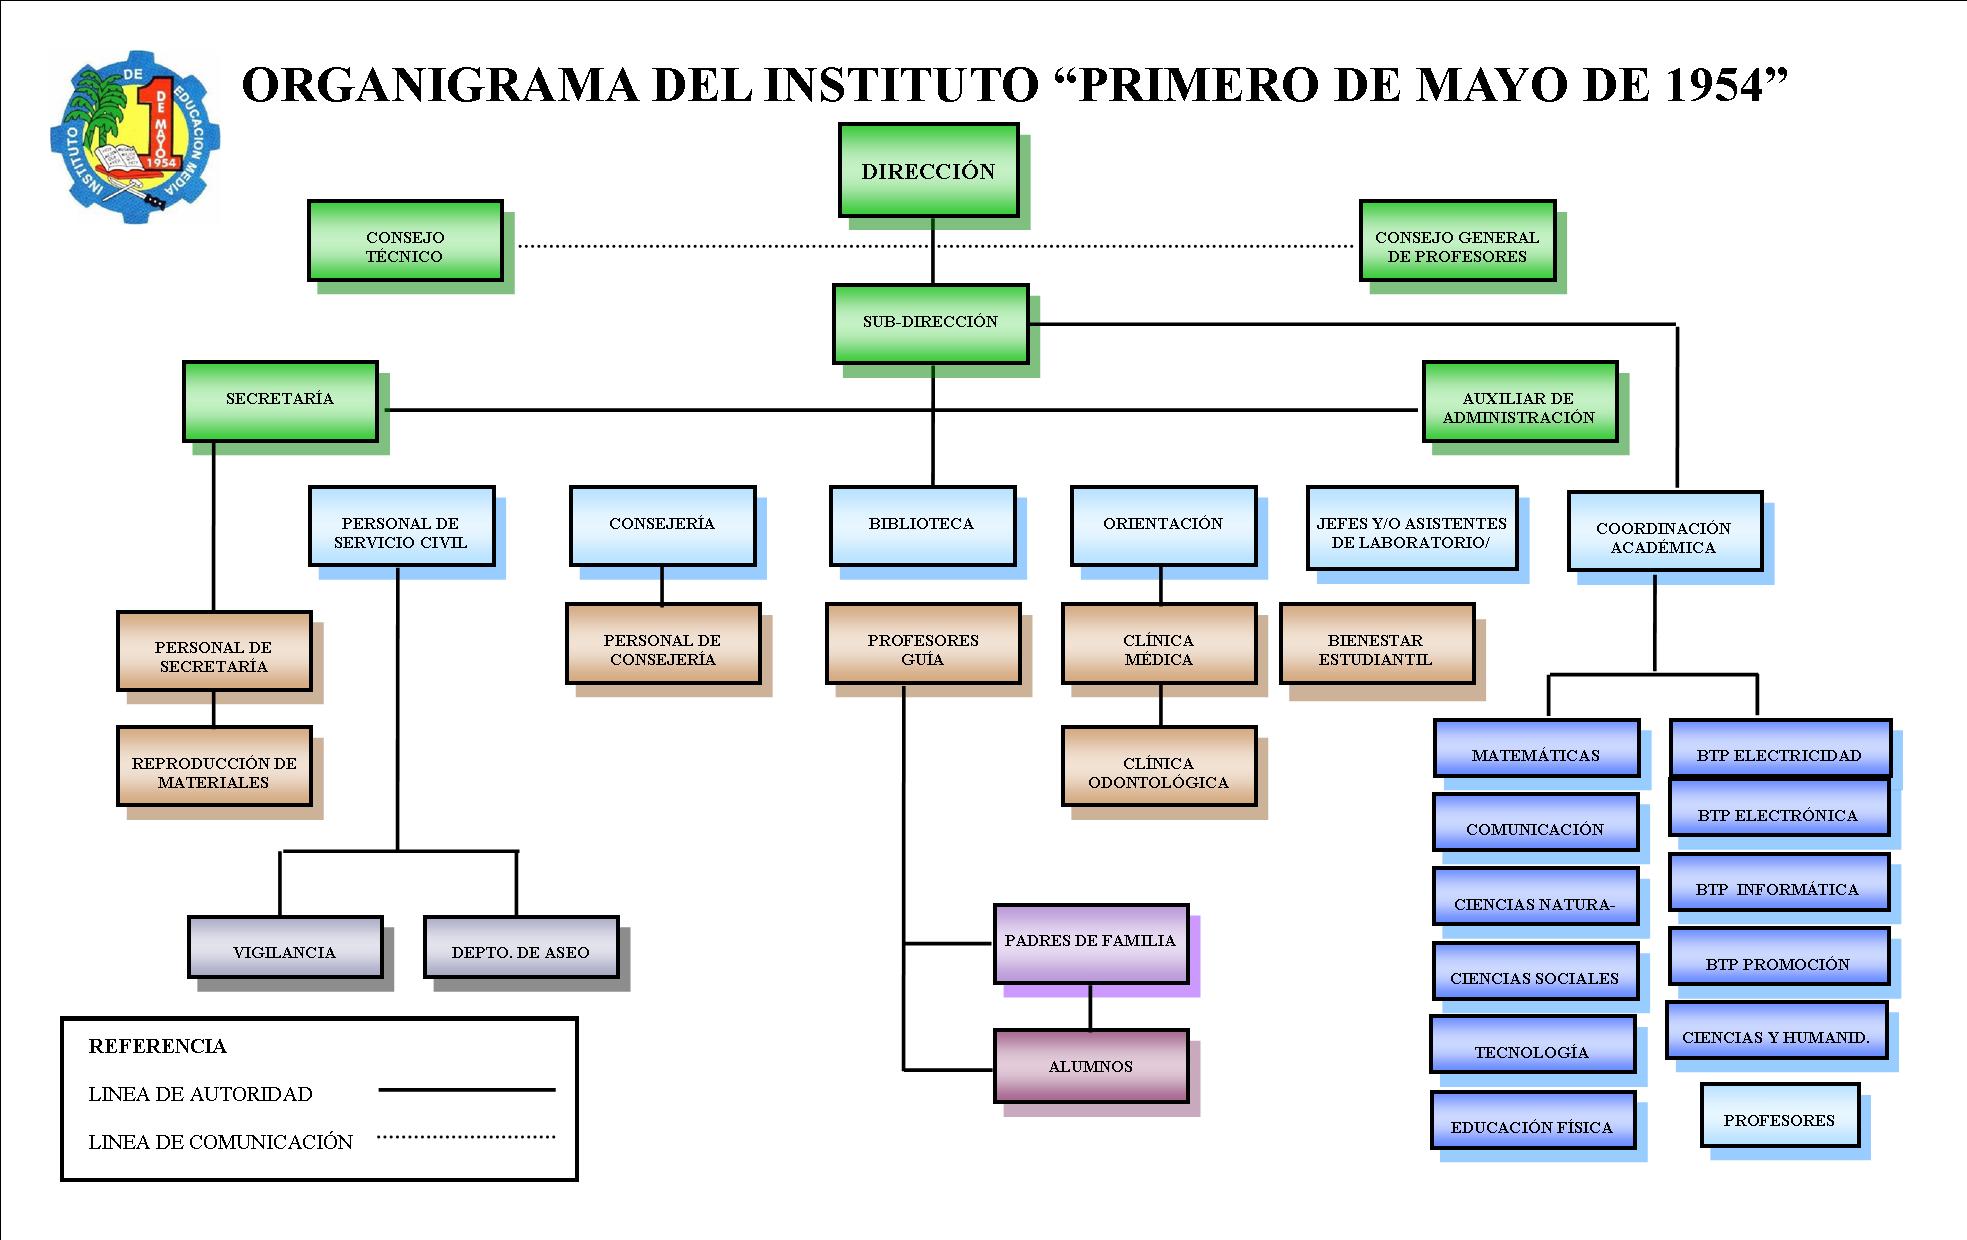 ORGANIGRAMA DEL INSTITUTO “PRIMERO DE MAYO DE 1954”
INSTITUTO DE EDUCACION MEDIA
1
DE
MAYO
1954
DIRECCIÓN
CONSEJO
TÉCNICO
CONSEJO GENERAL
DE PROFESORES
SUB-DIRECCIÓN
SECRETARÍA
AUXILIAR DE
ADMINISTRACIÓN
PERSONAL DE
SERVICIO CIVIL
CONSEJERÍA
BIBLIOTECA
ORIENTACIÓN
JEFES Y/O ASISTENTES
DE LABORATORIO/
COORDINACIÓN
ACADÉMICA
PERSONAL DE
SECRETARÍA
PERSONAL DE
CONSEJERÍA
PROFESORES
GUÍA
CLÍNICA
MÉDICA
BIENESTAR
ESTUDIANTIL
REPRODUCCIÓN DE
MATERIALES
CLÍNICA
ODONTOLÓGICA
MATEMÁTICAS
BTP ELECTRICIDAD
COMUNICACIÓN
BTP ELECTRÓNICA
CIENCIAS NATURA-
BTP INFORMÁTICA
CIENCIAS SOCIALES
BTP PROMOCIÓN
TECNOLOGÍA
CIENCIAS Y HUMANID.
EDUCACIÓN FÍSICA
PROFESORES
VIGILANCIA
DEPTO. DE ASEO
PADRES DE FAMILIA
ALUMNOS
REFERENCIA
LINEA DE AUTORIDAD
LINEA DE COMUNICACIÓN